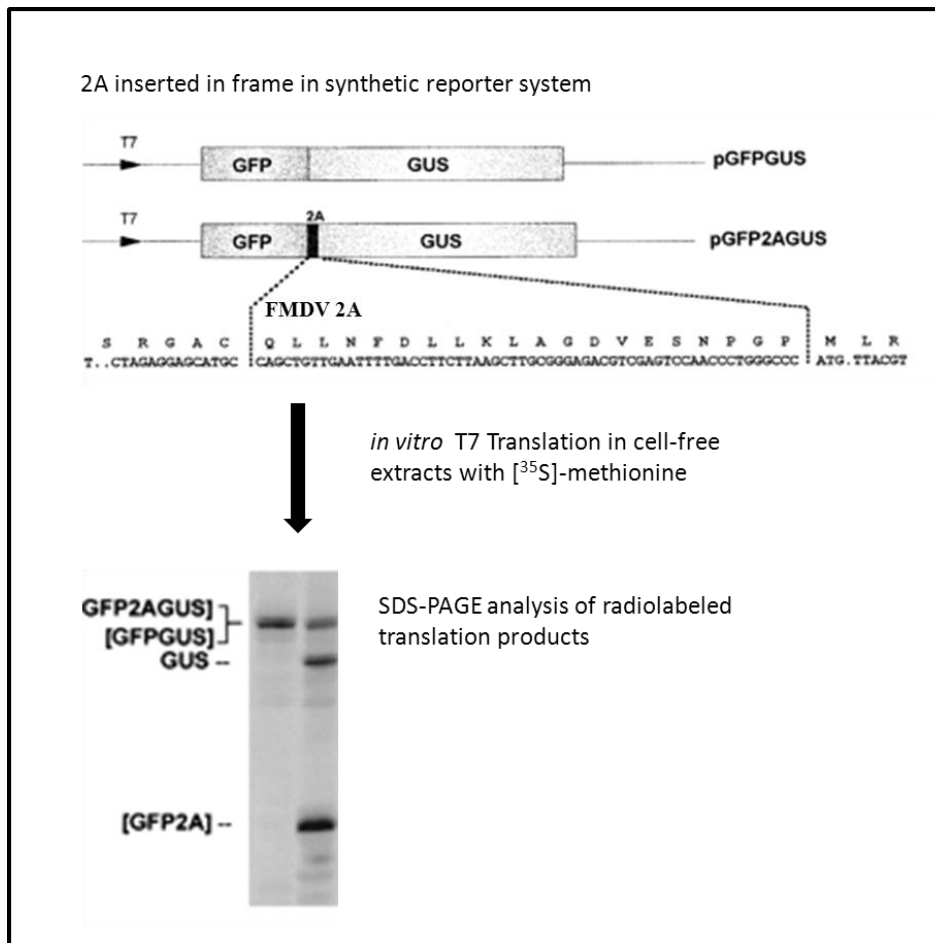 2A inserted in frame in synthetic reporter system
T7
GFP GUS pGFPGUS
2A
T7
GFP GUS pGFP2AGUS
FMDV 2A
S R G A C Q L L N F D L L K L A G D V E S N P G P M L R
T..CTAGAGGAGCATGC CAGCTGTTGAATTTTGACCTTCTTAAGCTTGCGGGAGACGTCGAGTCCAACCCTGGGCCC ATG.TTACGT
in vitro T7 Translation in cell-free
extracts with [³⁵S]-methionine
GFP2AGUS]
[GFPGUS]
GUS --
[GFP2A] --
SDS-PAGE analysis of radiolabeled
translation products